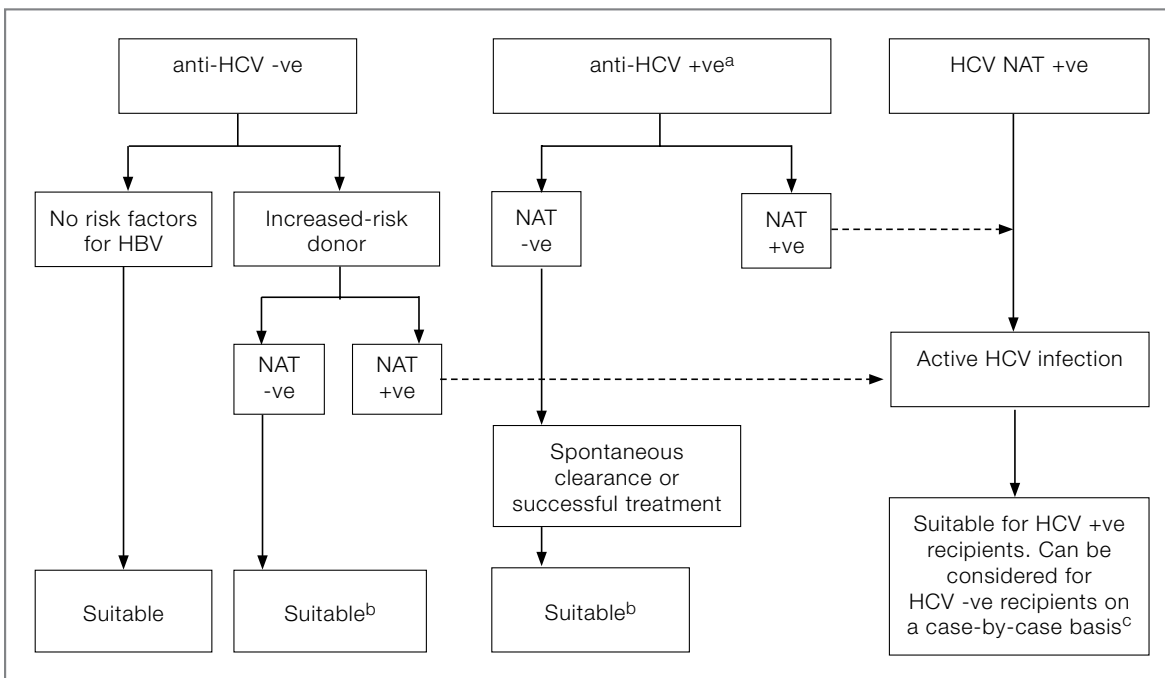 anti-HCV -ve
anti-HCV +veᵃ
HCV NAT +ve
No risk factors
for HBV
Increased-risk
donor
NAT
-ve
NAT
+ve
NAT
-ve
NAT
+ve
Active HCV infection
Spontaneous
clearance or
successful treatment
Suitable
Suitableᵇ
Suitableᵇ
Suitable for HCV +ve
recipients. Can be
considered for
HCV -ve recipients on
a case-by-case basisᶜ